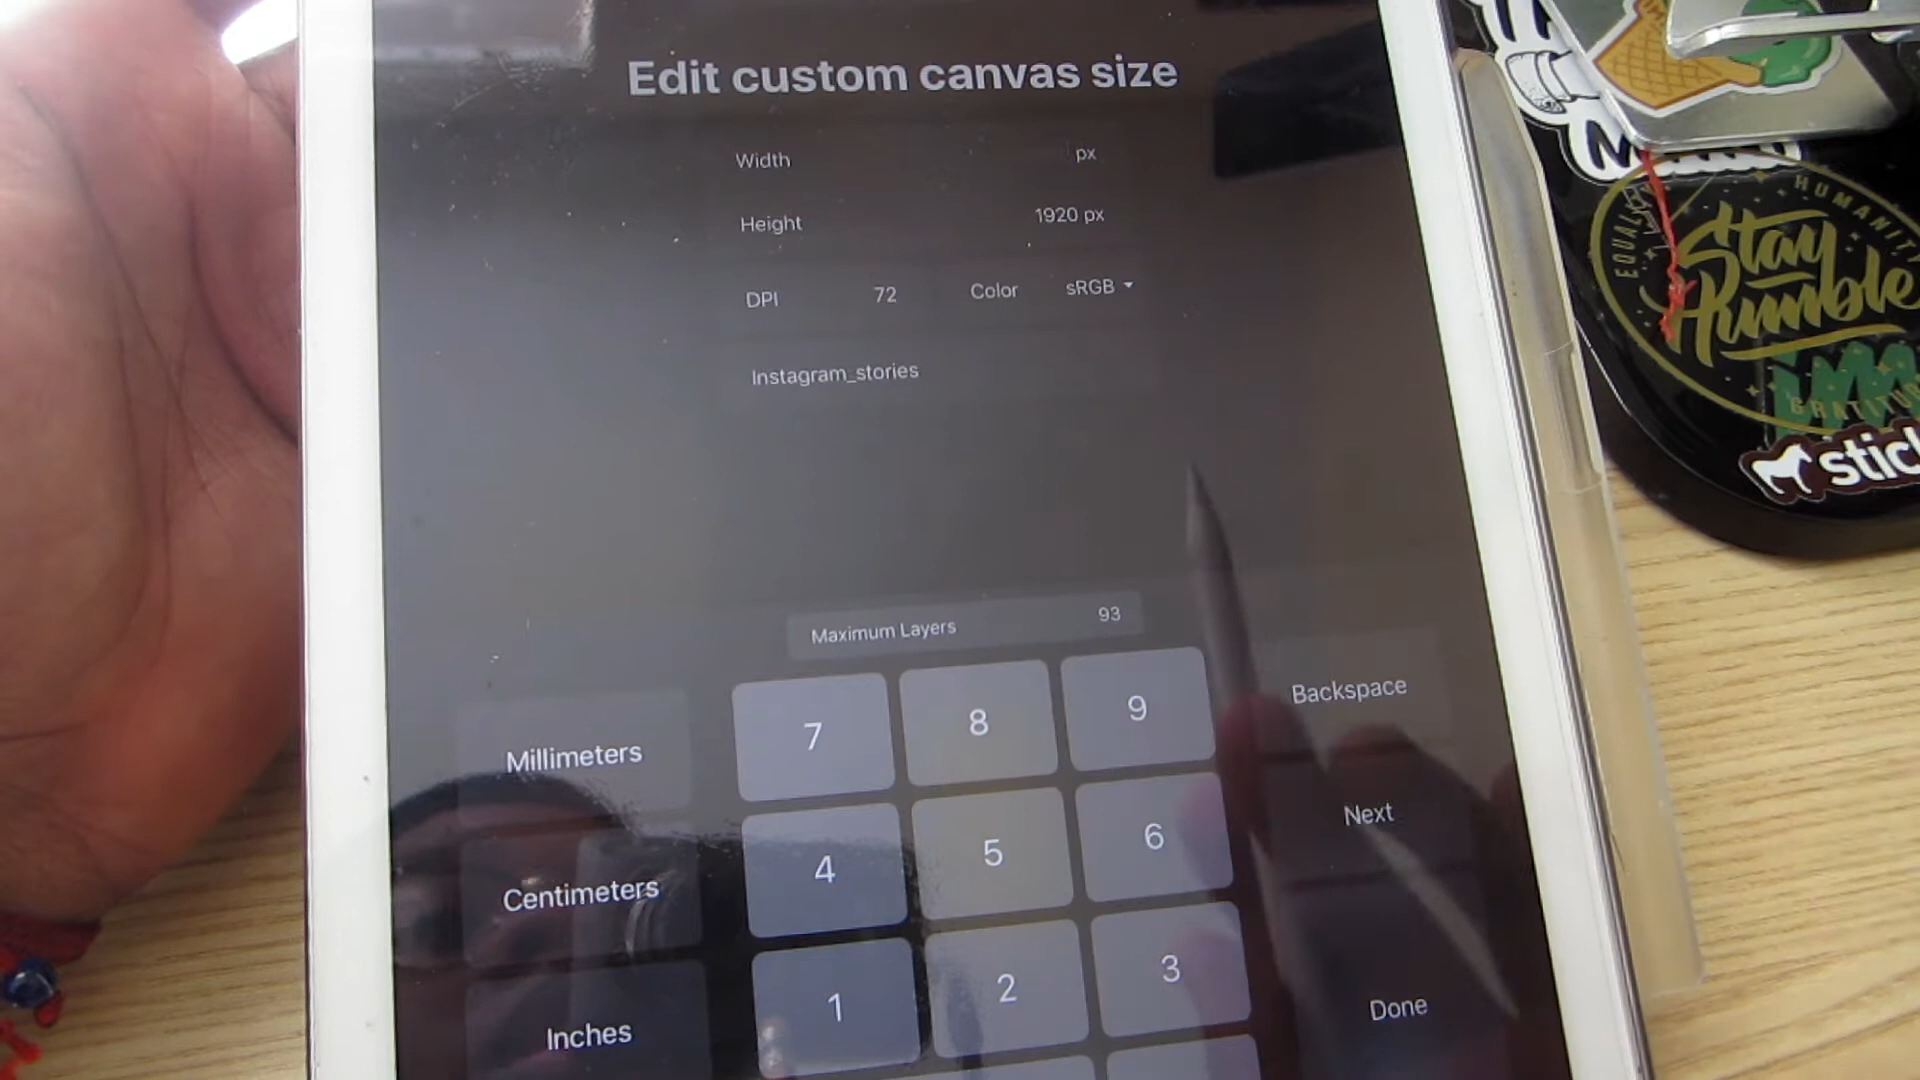 Edit custom canvas size
Width px
Height 1920 px
DPI 72 Color sRGB
Instagram_stories
Maximum Layers 93
Millimeters 7 8 9 Backspace
Centimeters 4 5 6 Next
Inches 1 2 3 Done
HUMANITY
EQUALITY
Stay
Humble
stic